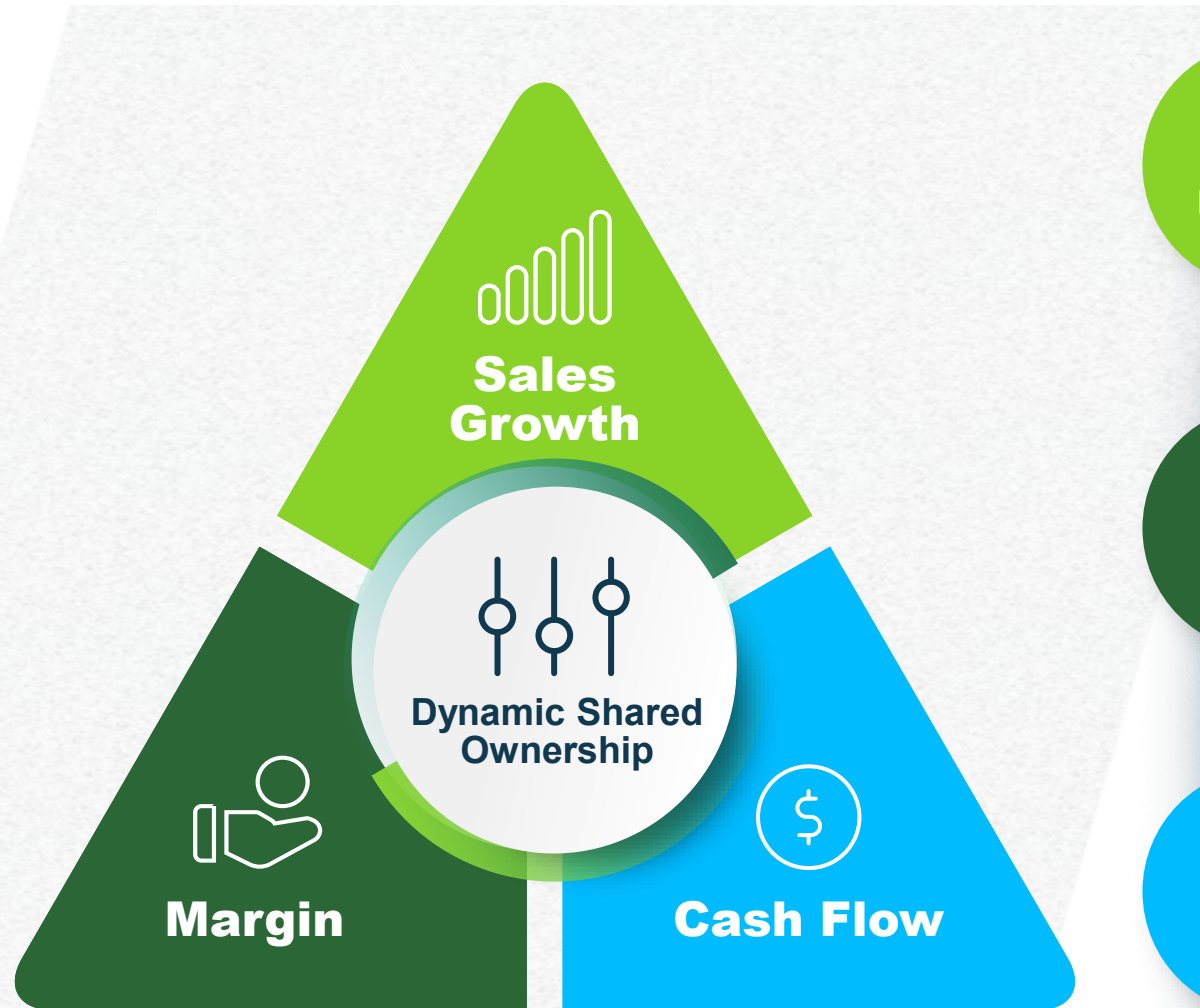 Sales
Growth
Dynamic Shared
Ownership
$
Margin
Cash Flow